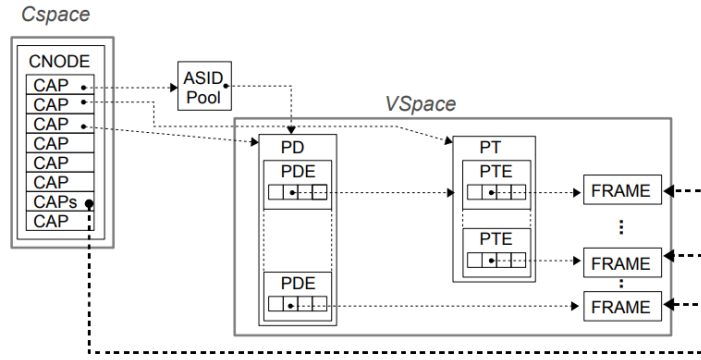 Cspace
CNODE
CAP
CAP
CAP
CAP
CAP
CAP
CAPs
CAP
ASID
Pool
VSpace
PD
PDE
PDE
PT
PTE
PTE
FRAME
...
FRAME
...
FRAME